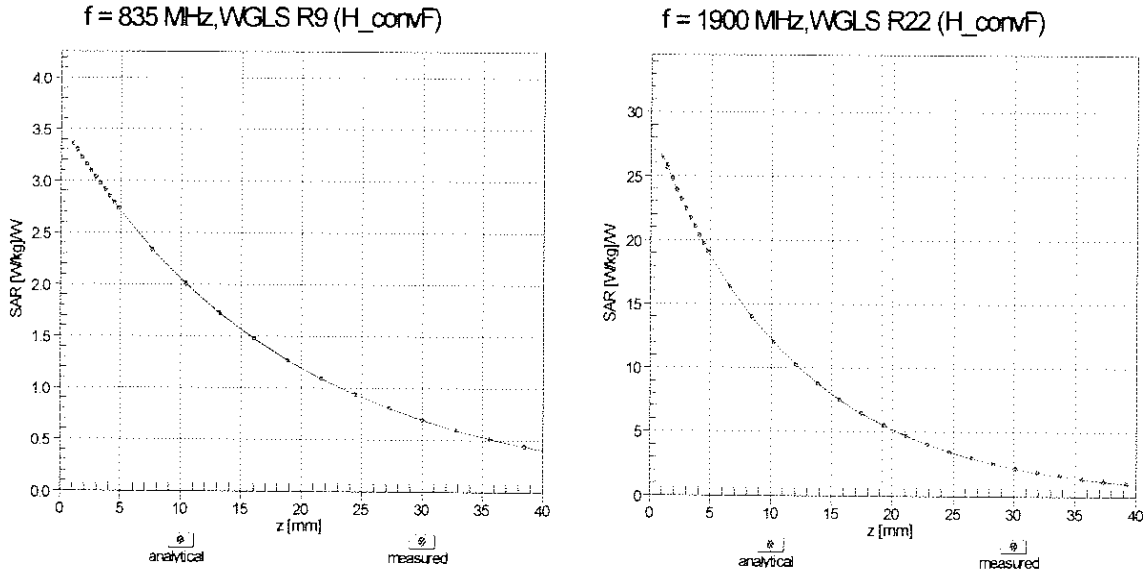 f = 835 MHz,WGLS R9 (H_convF)
4.0
3.5
3.0
2.5
2.0
1.5
1.0
0.5
0.0
SAR [W/kg]/W
0 5 10 15 20 25 30 35 40
z [mm]
analytical measured
f = 1900 MHz,WGLS R22 (H_convF)
30
25
20
15
10
5
0
SAR [W/kg]/W
0 5 10 15 20 25 30 35 40
z [mm]
analytical measured